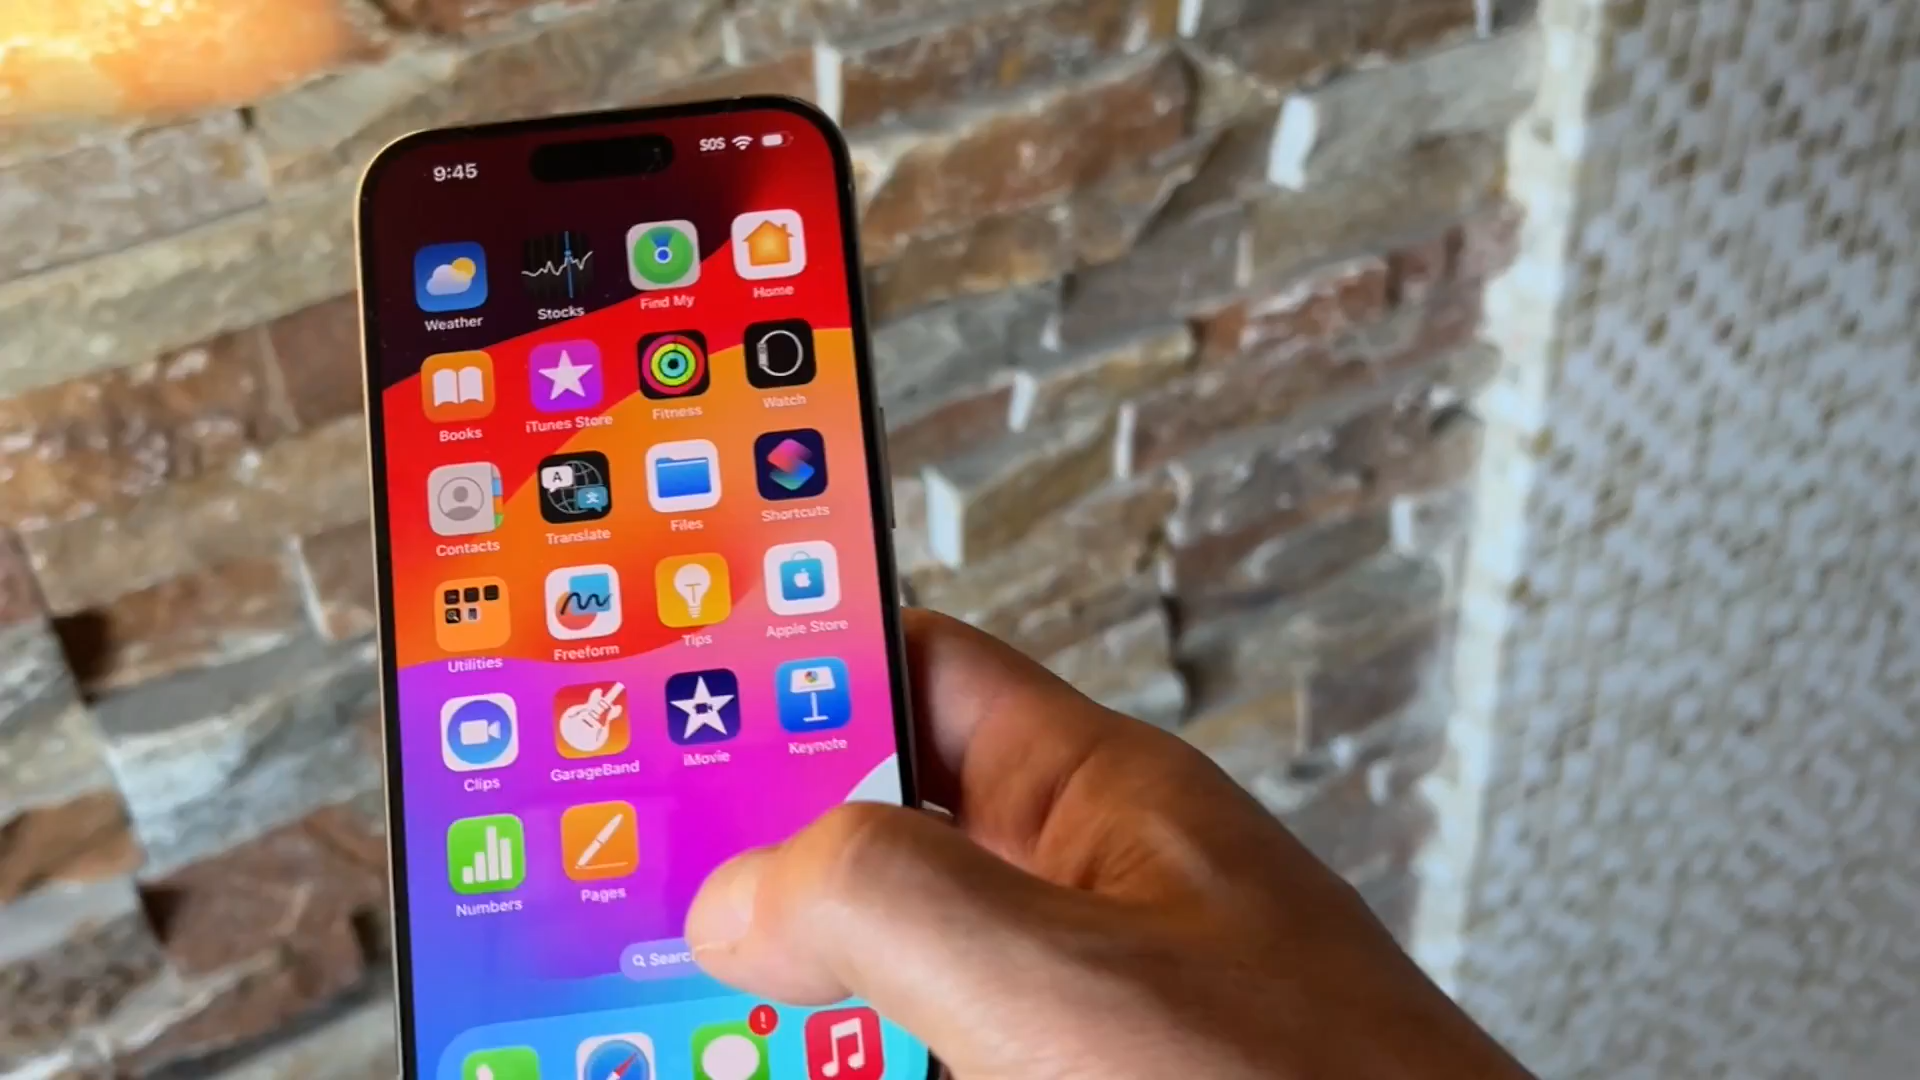 9:45 SOS
Weather Stocks Find My Home
Books iTunes Store Fitness Watch
Contacts Translate Files Shortcuts
Utilities Freeform Tips Apple Store
Clips GarageBand iMovie Keynote
Numbers Pages
Searc